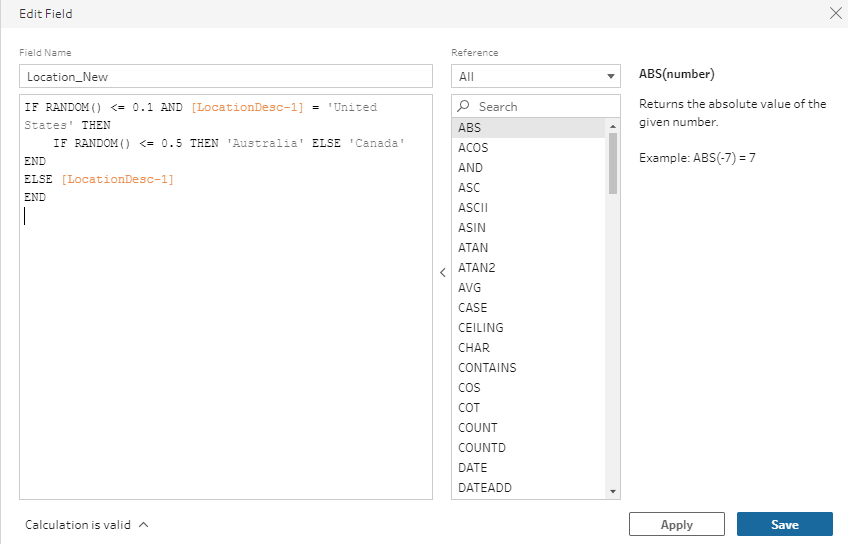 Edit Field
Field Name
Location_New
IF RANDOM() <= 0.1 AND [LocationDesc-1] = 'United
States' THEN
IF RANDOM() <= 0.5 THEN 'Australia' ELSE 'Canada'
END
ELSE [LocationDesc-1]
END
Reference
All
Search
ABS
ACOS
AND
ASC
ASCII
ASIN
ATAN
ATAN2
AVG
CASE
CEILING
CHAR
CONTAINS
COS
COT
COUNT
COUNTD
DATE
DATEADD
ABS(number)
Returns the absolute value of the
given number.
Example: ABS(-7) = 7
Calculation is valid
Apply
Save